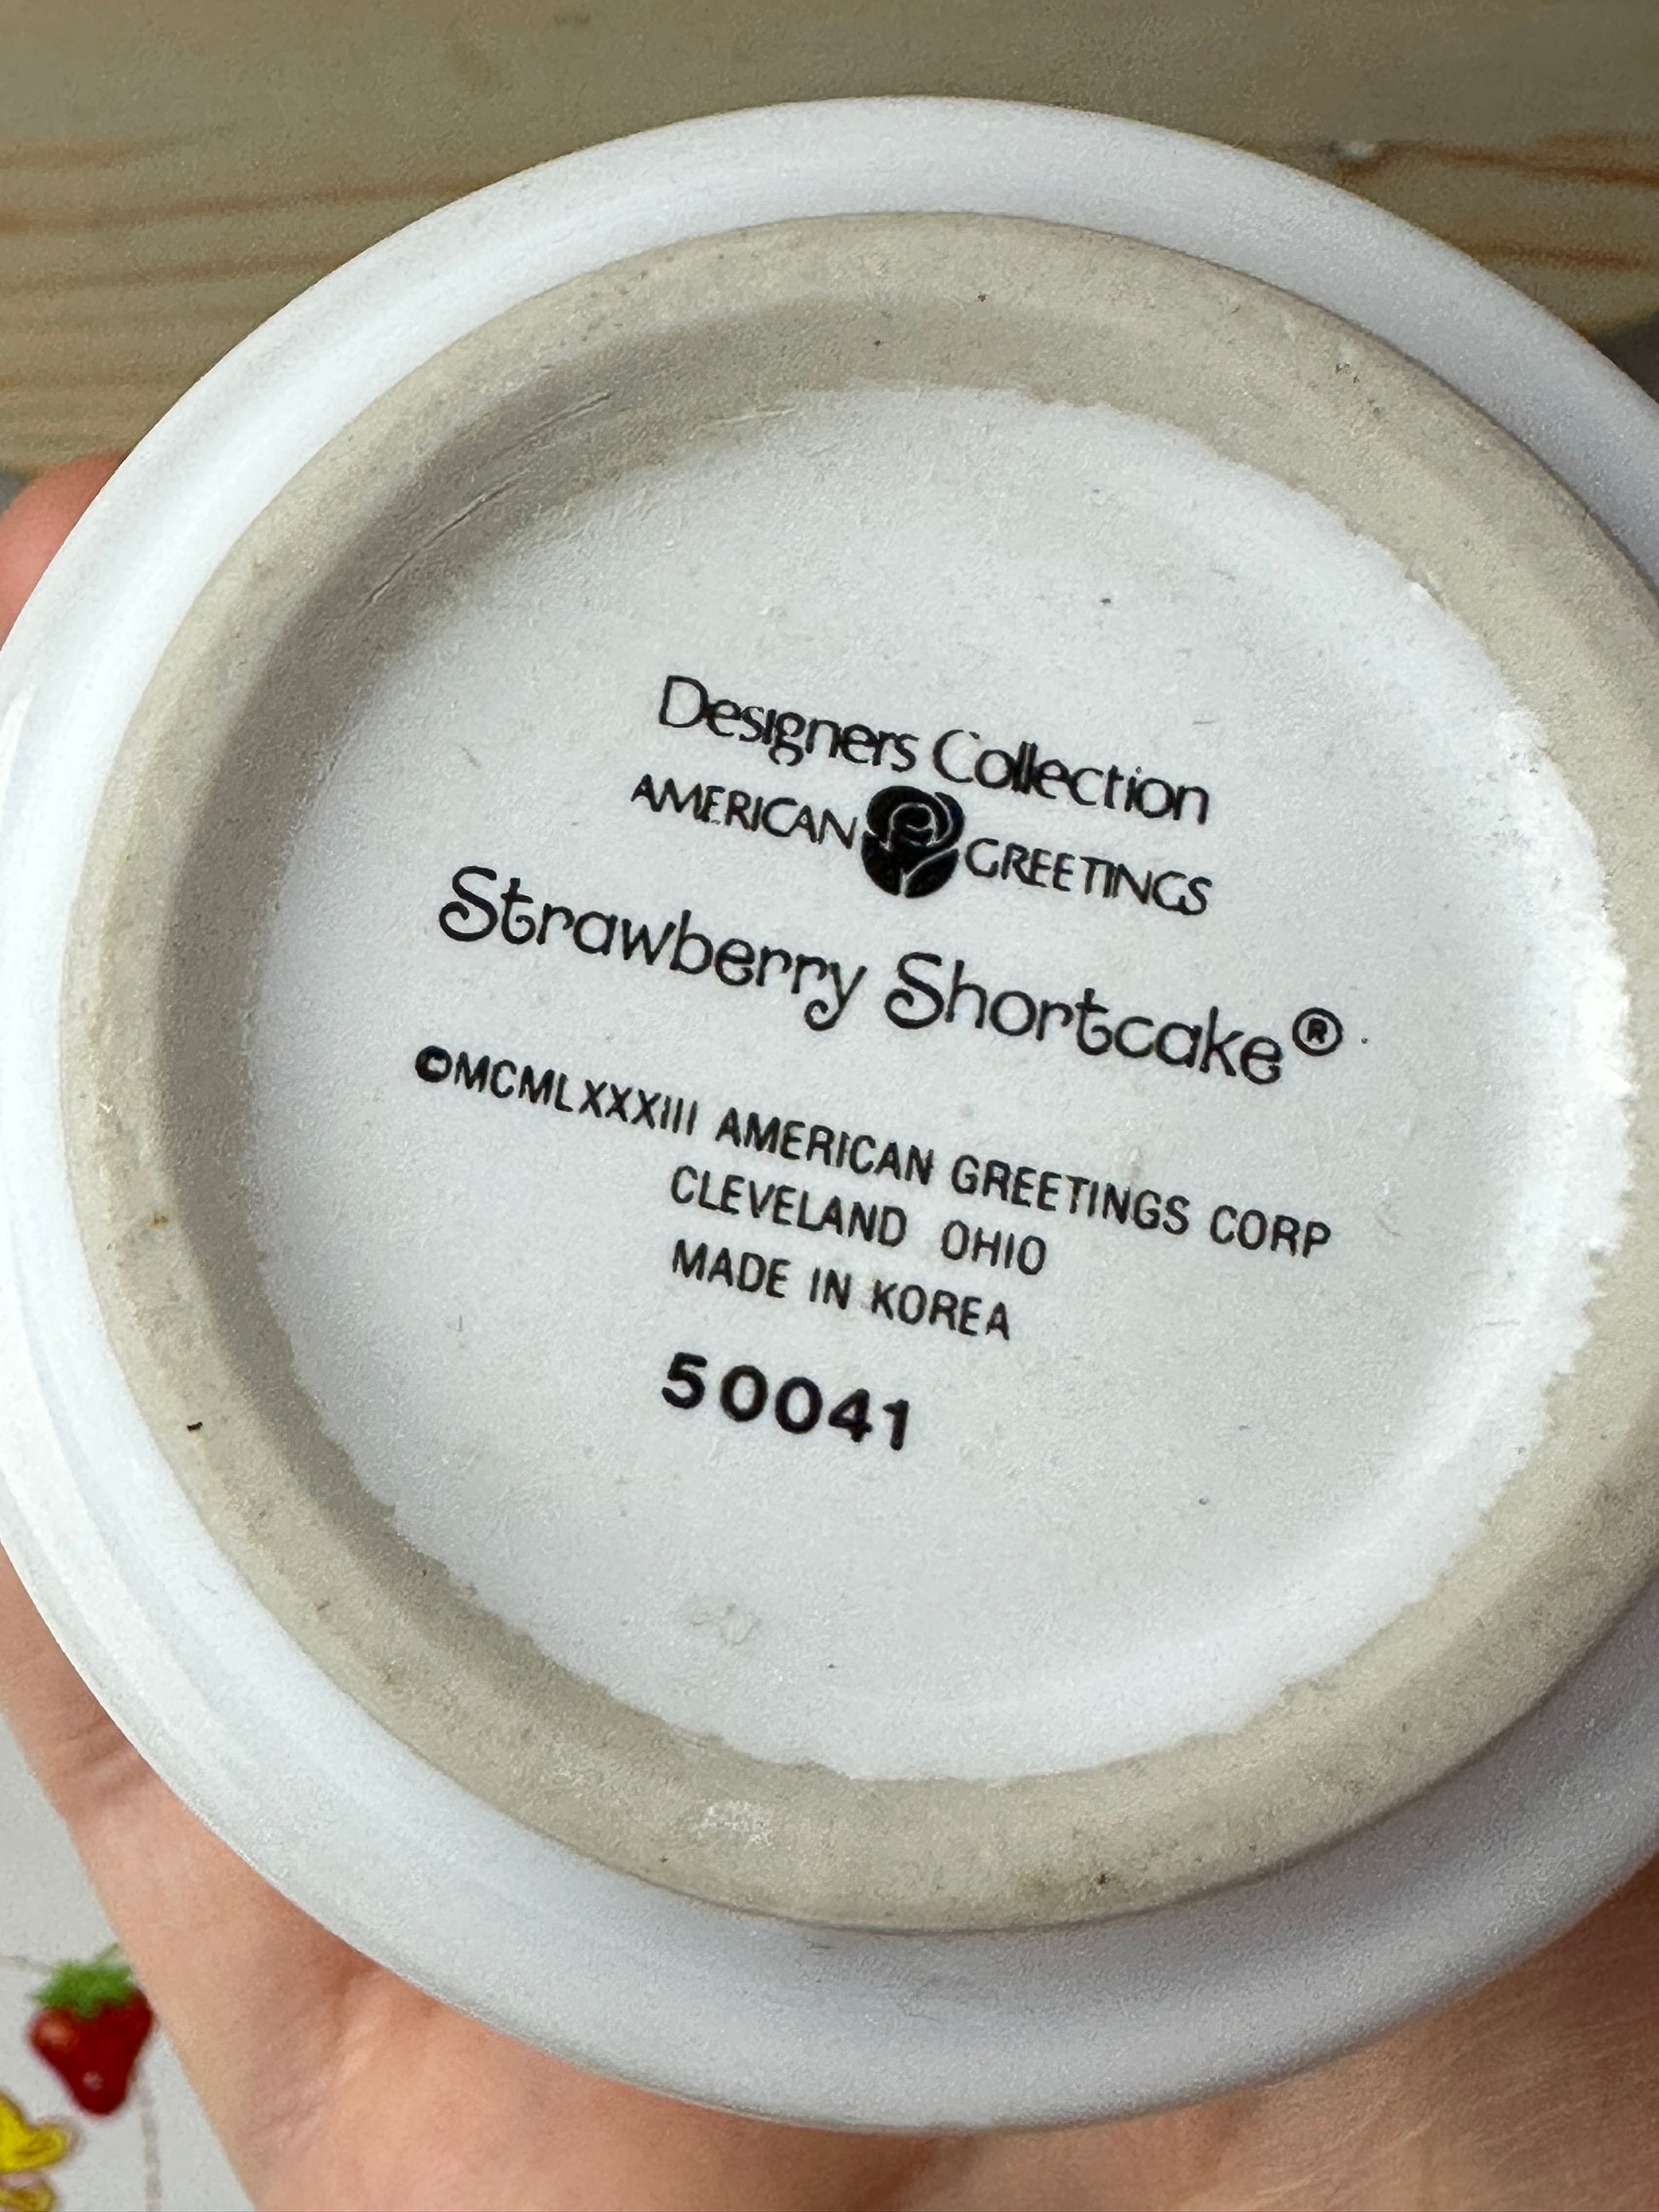 Designers Collection
AMERICAN GREETINGS
Strawberry Shortcake®
©MCMLXXXIII AMERICAN GREETINGS CORP
CLEVELAND OHIO
MADE IN KOREA
50041